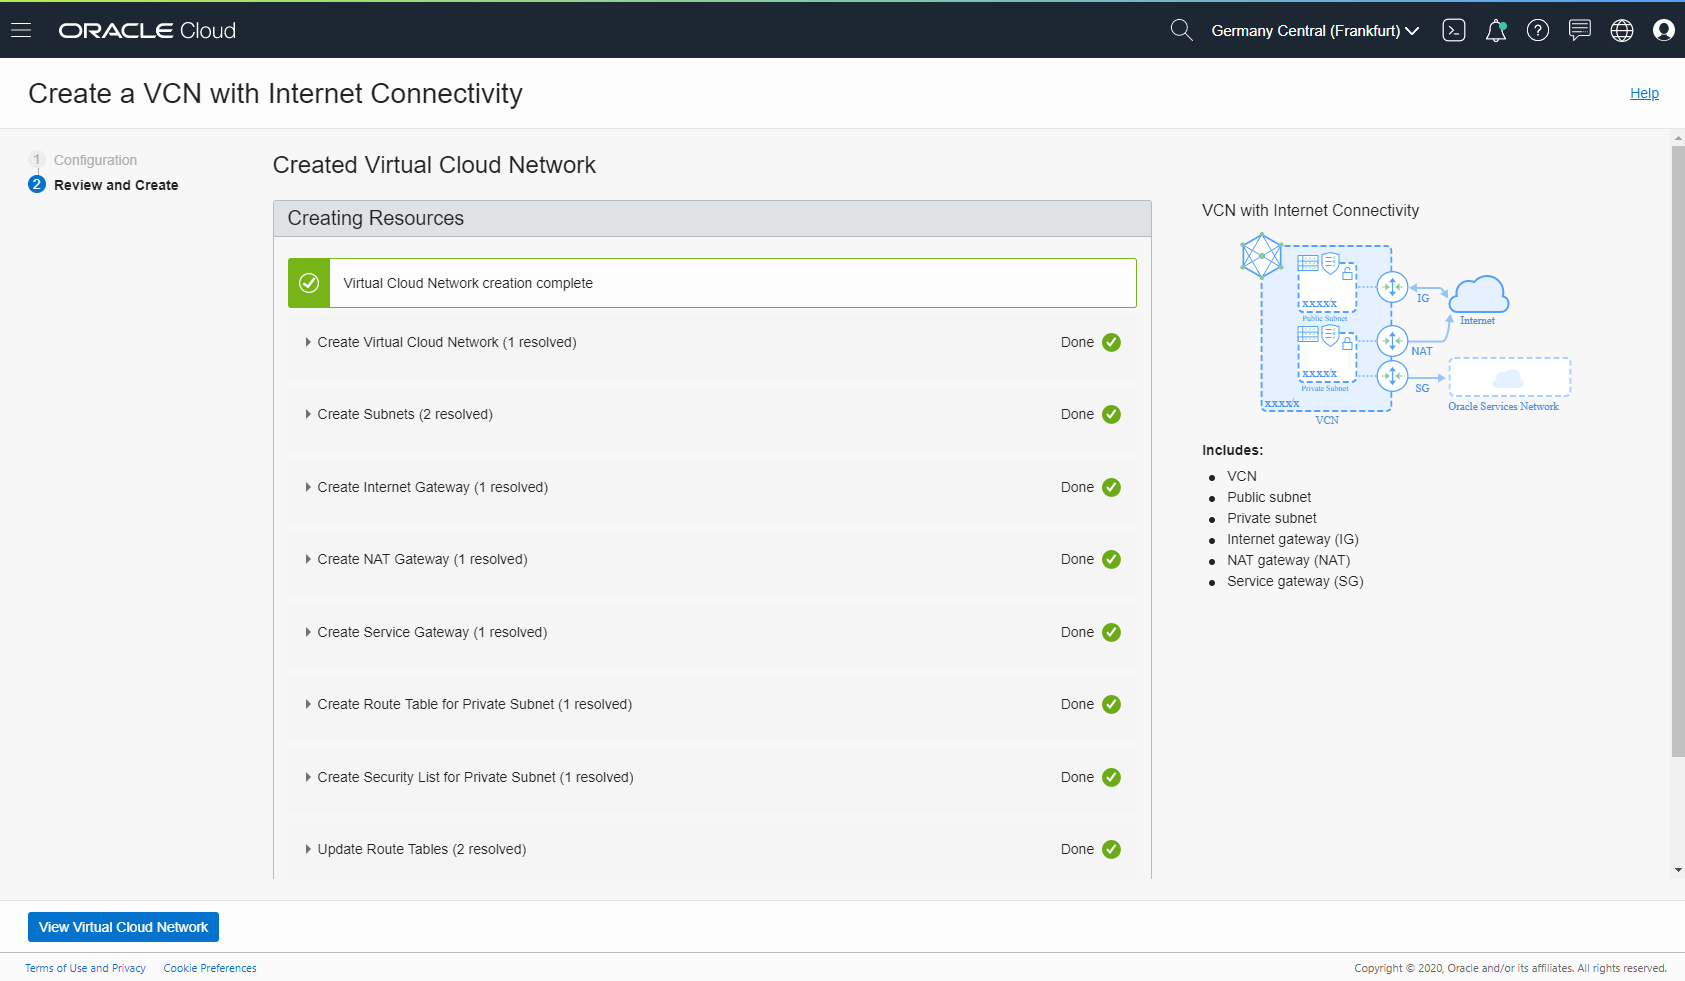 ORACLE Cloud
Germany Central (Frankfurt)
Create a VCN with Internet Connectivity
Help
1 Configuration
2 Review and Create
Created Virtual Cloud Network
Creating Resources
Virtual Cloud Network creation complete
Create Virtual Cloud Network (1 resolved) Done
Create Subnets (2 resolved) Done
Create Internet Gateway (1 resolved) Done
Create NAT Gateway (1 resolved) Done
Create Service Gateway (1 resolved) Done
Create Route Table for Private Subnet (1 resolved) Done
Create Security List for Private Subnet (1 resolved) Done
Update Route Tables (2 resolved) Done
VCN with Internet Connectivity
xxxx/x
Public Subnet
IG
Internet
NAT
xxxx/x
Private Subnet
SG
xxxx/x
Oracle Services Network
VCN
Includes:
VCN
Public subnet
Private subnet
Internet gateway (IG)
NAT gateway (NAT)
Service gateway (SG)
View Virtual Cloud Network
Terms of Use and Privacy Cookie Preferences
Copyright © 2020, Oracle and/or its affiliates. All rights reserved.